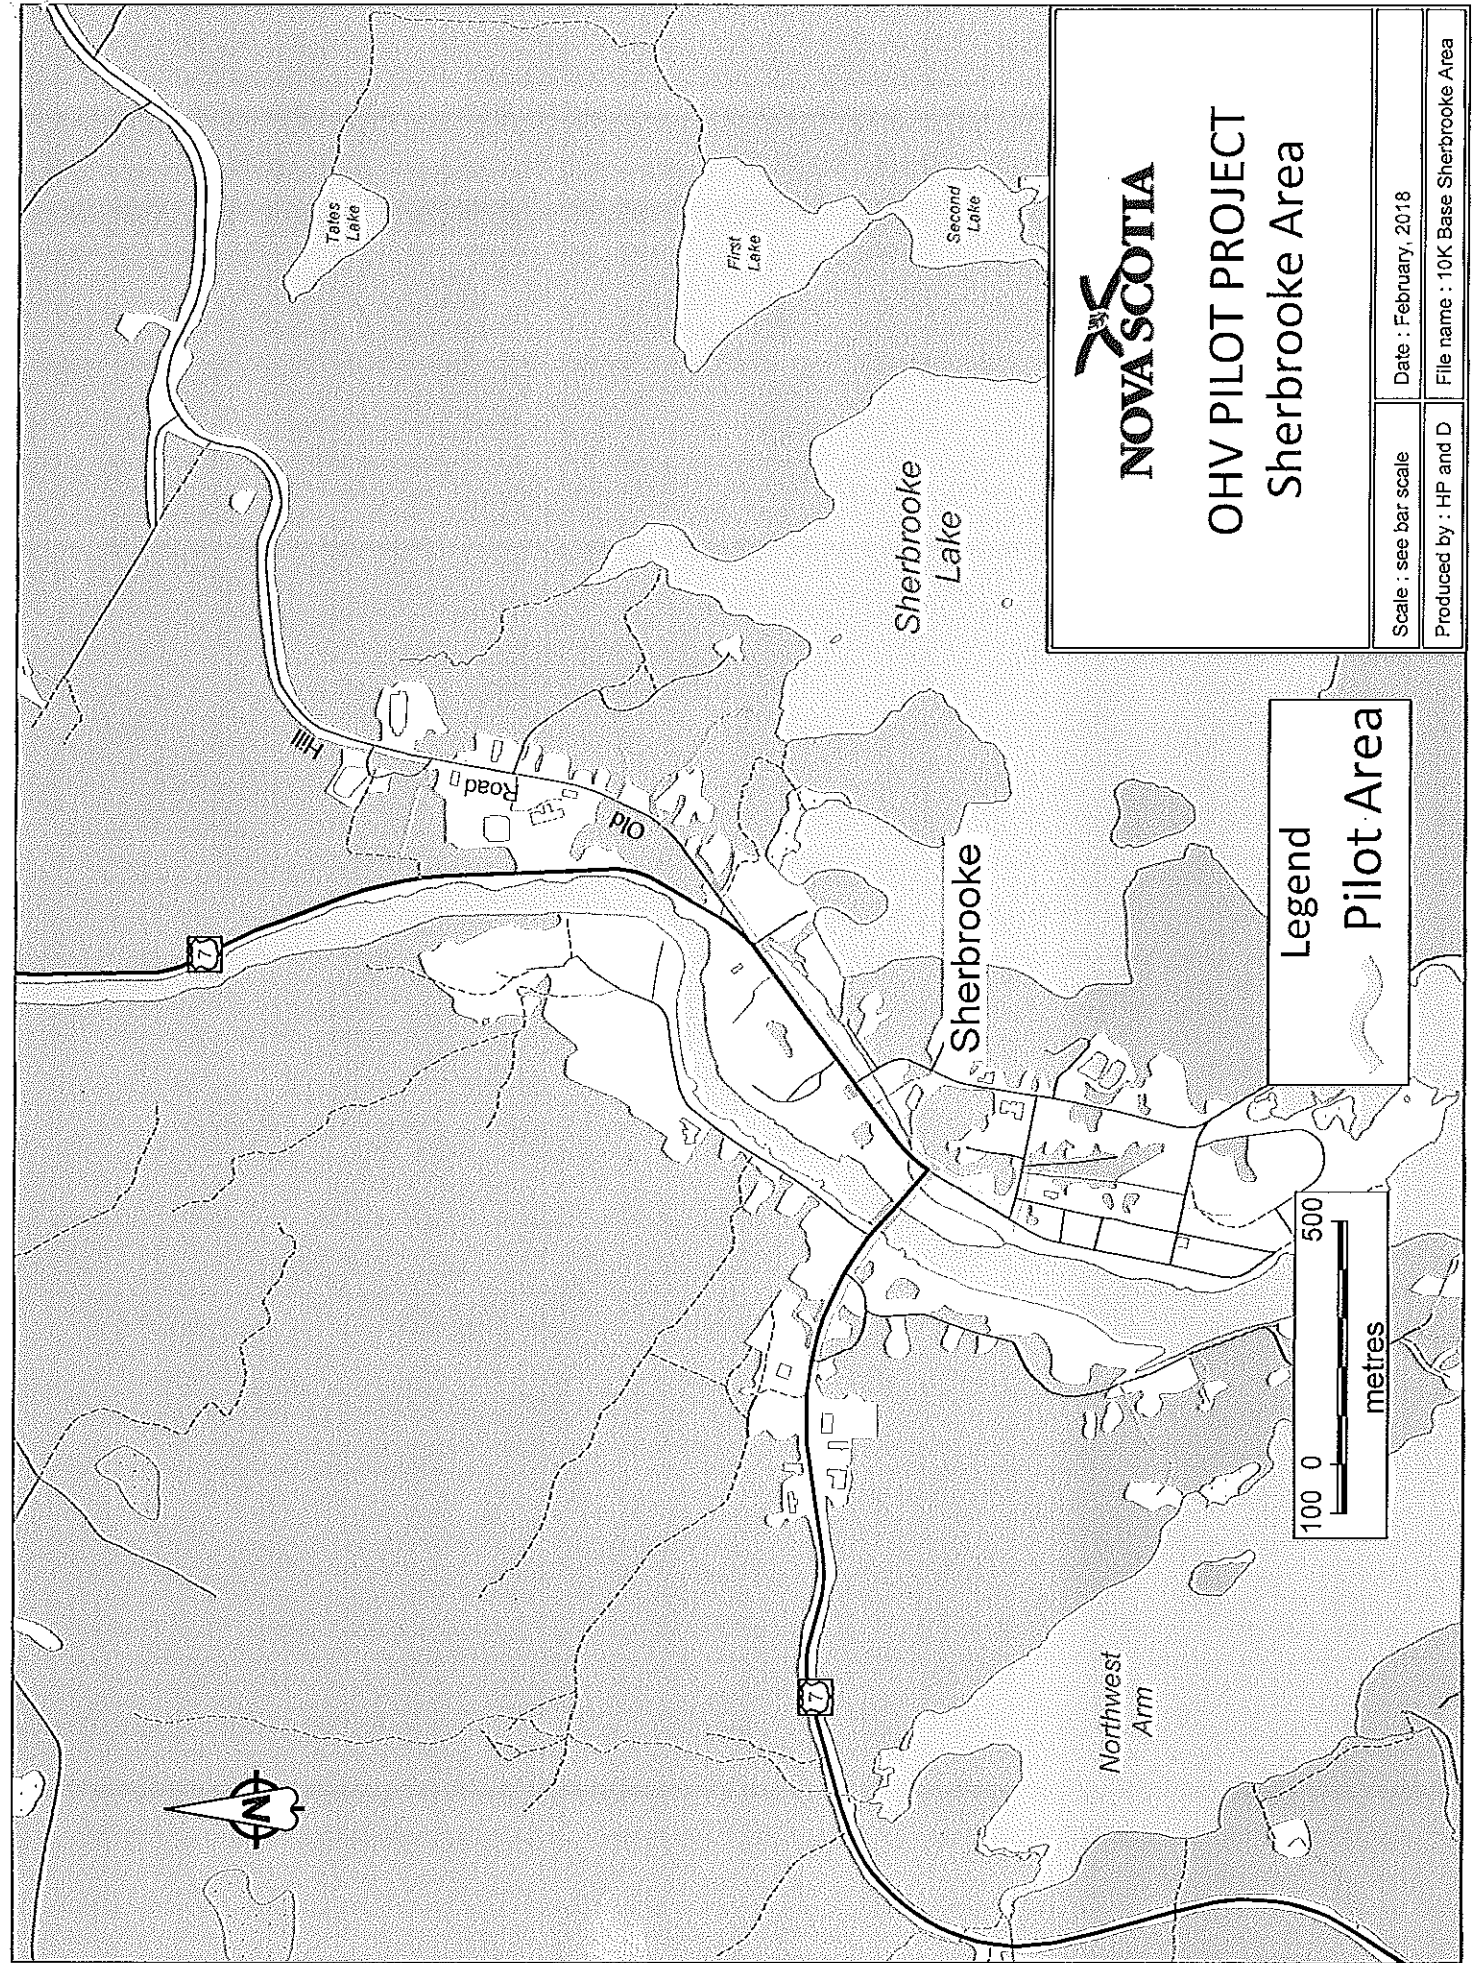 Tates
Lake
First
Lake
Second
Lake
Sherbrooke
Lake
Hill
Road
Old
7
Sherbrooke
7
Northwest
Arm
N
NOVA SCOTIA
OHV PILOT PROJECT
Sherbrooke Area
Scale : see bar scale
Date : February, 2018
Produced by : HP and D
File name : 10K Base Sherbrooke Area
Legend
Pilot Area
100 0 500
metres